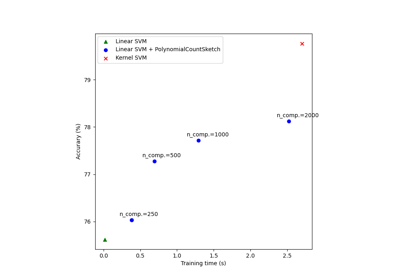 Linear SVM
Linear SVM + PolynomialCountSketch
Kernel SVM
79
78
77
76
Accurary (%)
n_comp.=2000
n_comp.=1000
n_comp.=500
n_comp.=250
0.0 0.5 1.0 1.5 2.0 2.5
Training time (s)